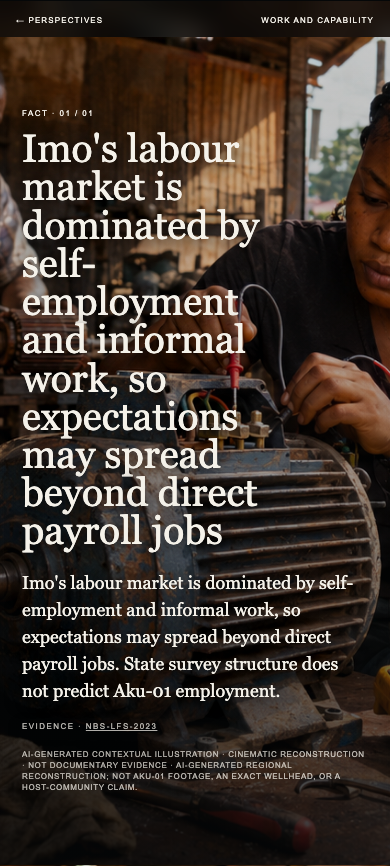 ← PERSPECTIVES
WORK AND CAPABILITY
FACT · 01 / 01
Imo's labour
market is
dominated by
self-
employment
and informal
work, so
expectations
may spread
beyond direct
payroll jobs
Imo's labour market is dominated by self-
employment and informal work, so
expectations may spread beyond direct
payroll jobs. State survey structure does
not predict Aku-01 employment.
EVIDENCE · NBS-LFS-2023
AI-GENERATED CONTEXTUAL ILLUSTRATION · CINEMATIC RECONSTRUCTION
· NOT DOCUMENTARY EVIDENCE · AI-GENERATED REGIONAL
RECONSTRUCTION; NOT AKU-01 FOOTAGE, AN EXACT WELLHEAD, OR A
HOST-COMMUNITY CLAIM.